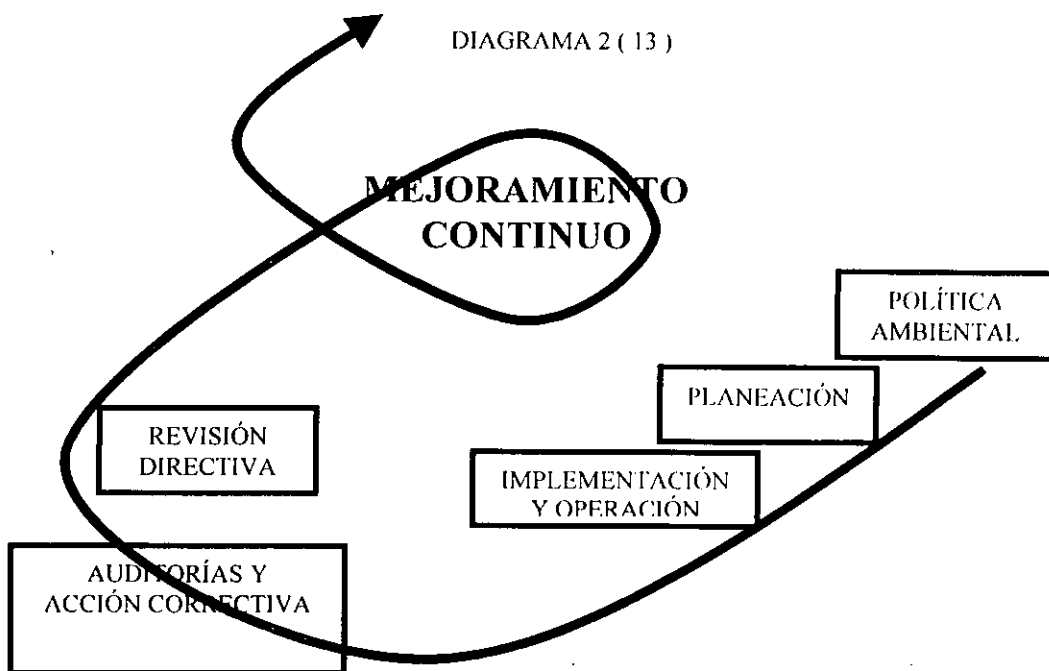 DIAGRAMA 2 ( 13 )
MEJORAMIENTO
CONTINUO
POLÍTICA
AMBIENTAL
PLANEACIÓN
IMPLEMENTACIÓN
Y OPERACIÓN
REVISIÓN
DIRECTIVA
AUDITORÍAS Y
ACCIÓN CORRECTIVA